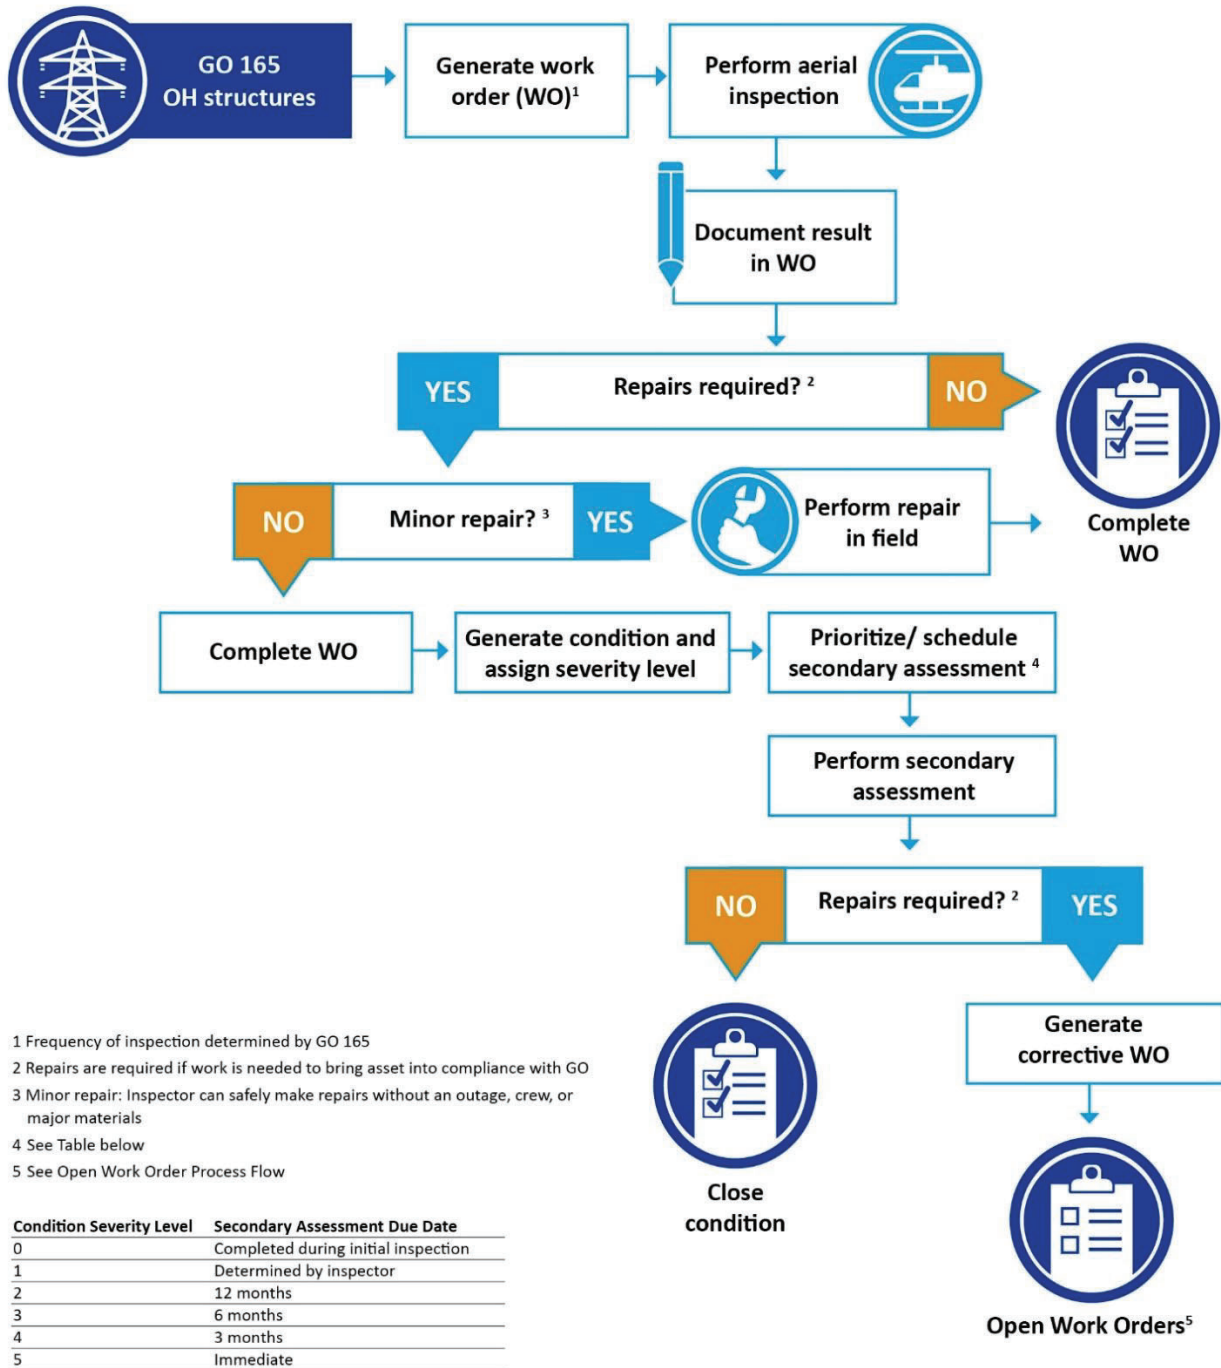 GO 165
OH structures
Generate work
order (WO)¹
Perform aerial
inspection
Document result
in WO
YES
Repairs required? ²
NO
Complete
WO
NO
Minor repair? ³
YES
Perform repair
in field
Complete WO
Generate condition and
assign severity level
Prioritize/ schedule
secondary assessment ⁴
Perform secondary
assessment
NO
Repairs required? ²
YES
Close
condition
Generate
corrective WO
Open Work Orders⁵
1 Frequency of inspection determined by GO 165
2 Repairs are required if work is needed to bring asset into compliance with GO
3 Minor repair: Inspector can safely make repairs without an outage, crew, or
major materials
4 See Table below
5 See Open Work Order Process Flow
Condition Severity Level Secondary Assessment Due Date
0 Completed during initial inspection
1 Determined by inspector
2 12 months
3 6 months
4 3 months
5 Immediate